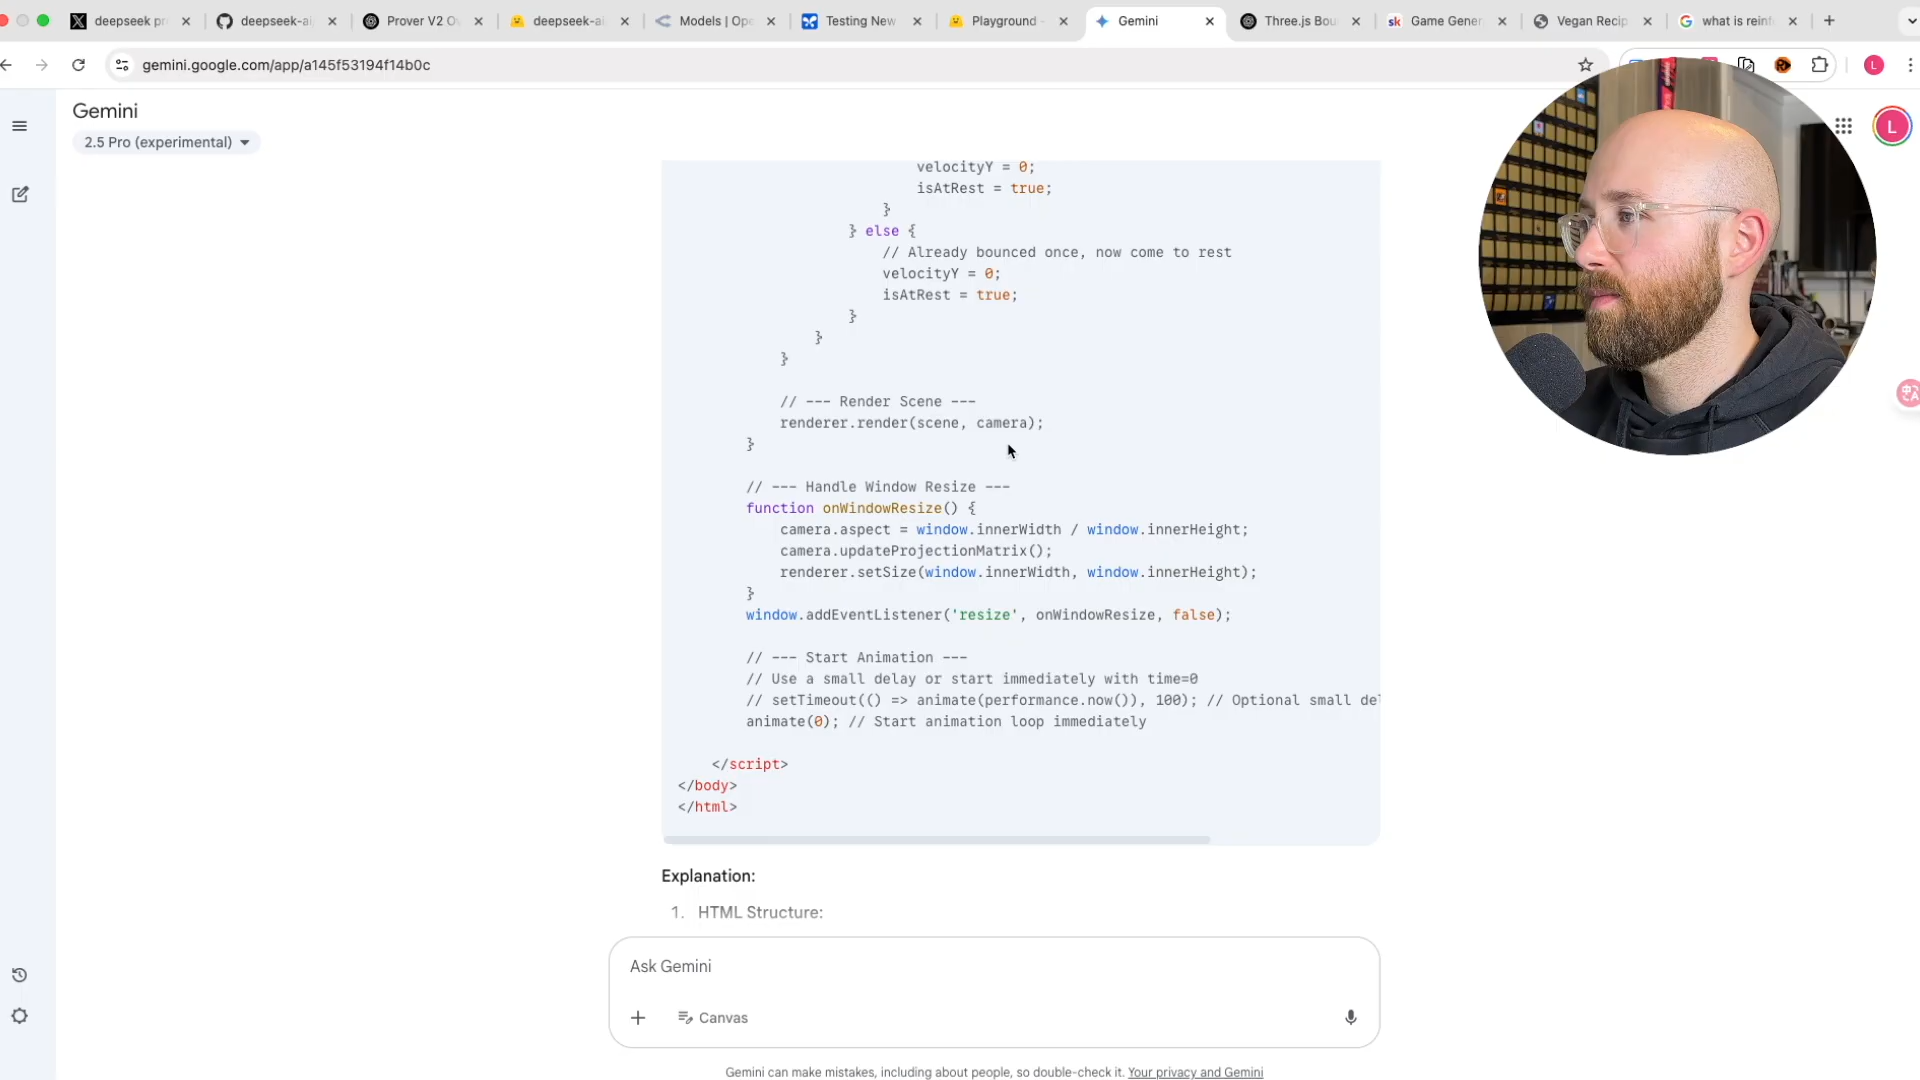 deepseek pr
deepseek-ai
Prover V2 O
deepseek-ai
Models | Ope
Testing New
Playground -
Gemini
Three.js Bou
sk
Game Gener
Vegan Recip
what is reinf
gemini.google.com/app/a145f53194f14b0c
L
Gemini
2.5 Pro (experimental)
L
velocityY = 0;
isAtRest = true;
}
} else {
// Already bounced once, now come to rest
velocityY = 0;
isAtRest = true;
}
}
}
// --- Render Scene ---
renderer.render(scene, camera);
}
// --- Handle Window Resize ---
function onWindowResize() {
camera.aspect = window.innerWidth / window.innerHeight;
camera.updateProjectionMatrix();
renderer.setSize(window.innerWidth, window.innerHeight);
}
window.addEventListener('resize', onWindowResize, false);
// --- Start Animation ---
// Use a small delay or start immediately with time=0
// setTimeout(() => animate(performance.now()), 100); // Optional small del
animate(0); // Start animation loop immediately
</script>
</body>
</html>
Explanation:
1. HTML Structure:
Ask Gemini
Canvas
Gemini can make mistakes, including about people, so double-check it. Your privacy and Gemini